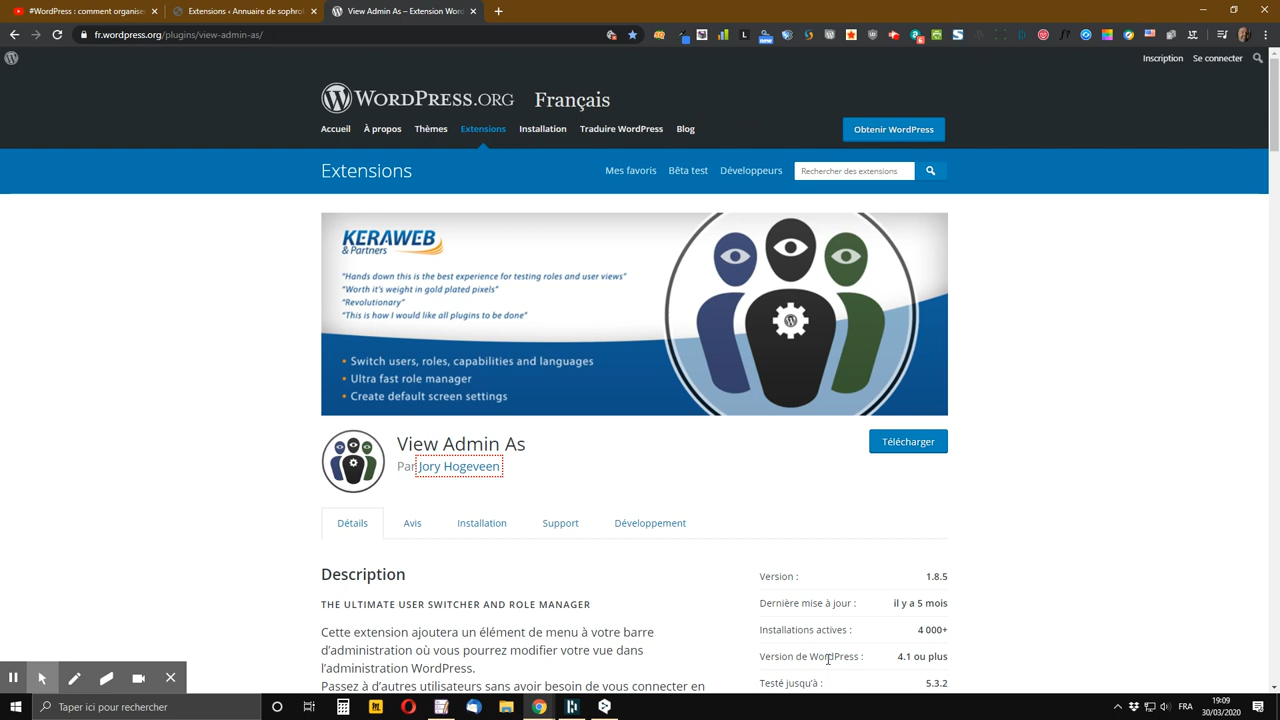 #WordPress : comment organise
Extensions ‹ Annuaire de sophrol
View Admin As – WordPress
fr.wordpress.org/plugins/view-admin-as/
Inscription
Se connecter
WORDPRESS.ORG
Français
Accueil
À propos
Thèmes
Extensions
Installation
Traduire WordPress
Blog
Obtenir WordPress
Extensions
Mes favoris
Bêta test
Développeurs
Rechercher des extensions
KERAWEB
& Partners
"Hands down this is the best experience for testing roles and user views"
"Worth it's weight in gold plated pixels"
"Revolutionary"
"This is how I would like all plugins to be done"
• Switch users, roles, capabilities and languages
• Ultra fast role manager
• Create default screen settings
View Admin As
Par Jory Hogeveen
Télécharger
Détails
Avis
Installation
Support
Développement
Description
THE ULTIMATE USER SWITCHER AND ROLE MANAGER
Cette extension ajoutera un élément de menu à votre barre
d'administration où vous pourrez modifier votre vue dans
l'administration WordPress.
Passez à d'autres utilisateurs sans avoir besoin de vous connecter en
Version :
1.8.5
Dernière mise à jour :
il y a 5 mois
Installations actives :
4 000+
Version de WordPress :
4.1 ou plus
Testé jusqu'à :
5.3.2
Taper ici pour rechercher
FRA
19:09
30/03/2020